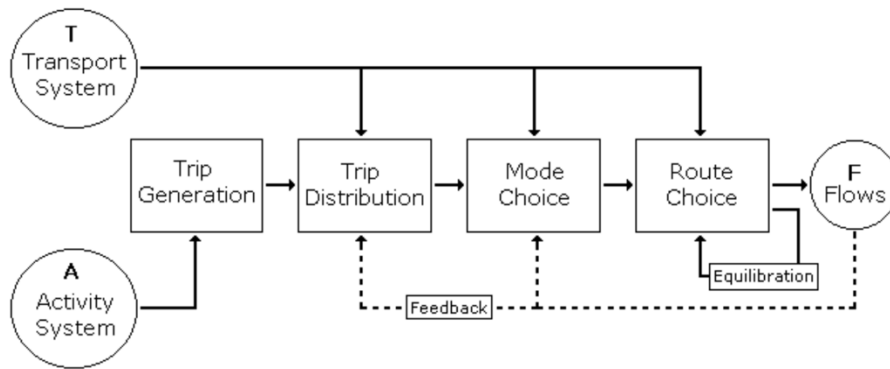 T
Transport
System
Trip
Generation
Trip
Distribution
Mode
Choice
Route
Choice
F
Flows
A
Activity
System
Equilibration
Feedback